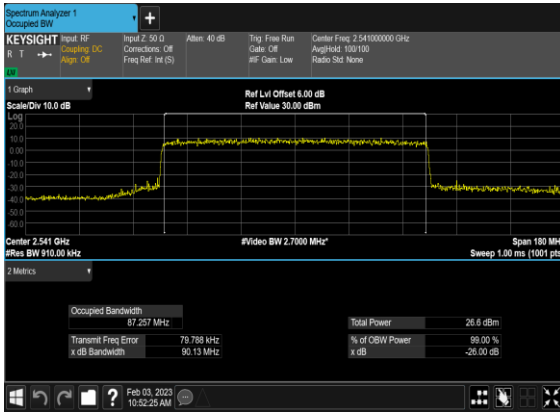 Spectrum Analyzer 1
Occupied BW
KEYSIGHT
R T
LXI
Input: RF
Coupling: DC
Align: Off
Input Z: 50 Ω
Corrections: Off
Freq Ref: Int (S)
Atten: 40 dB
Trig: Free Run
Gate: Off
#IF Gain: Low
Center Freq: 2.541000000 GHz
Avg|Hold: 100/100
Radio Std: None
1 Graph
Scale/Div 10.0 dB
Ref Lvl Offset 6.00 dB
Ref Value 30.00 dBm
Log
20.0
10.0
0.00
-10.0
-20.0
-30.0
-40.0
-50.0
-60.0
Center 2.541 GHz
#Res BW 910.00 kHz
#Video BW 2.7000 MHz*
Span 180 MH
Sweep 1.00 ms (1001 pts
2 Metrics
Occupied Bandwidth
87.257 MHz
Transmit Freq Error 79.788 kHz
x dB Bandwidth 90.13 MHz
Total Power 26.6 dBm
% of OBW Power 99.00 %
x dB -26.00 dB
?
Feb 03, 2023
10:52:25 AM